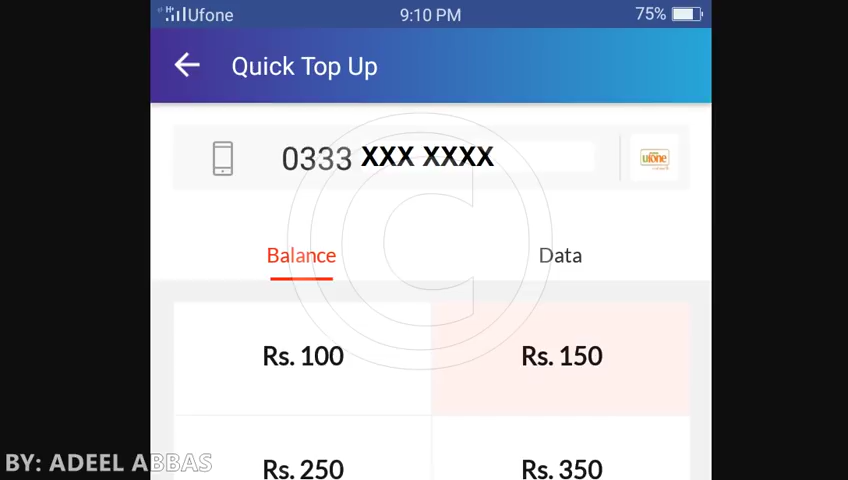 H+ Ufone 9:10 PM 75%
Quick Top Up
0333 XXX XXXX ufone
Balance Data
Rs. 100 Rs. 150
Rs. 250 Rs. 350
BY: ADEEL ABBAS